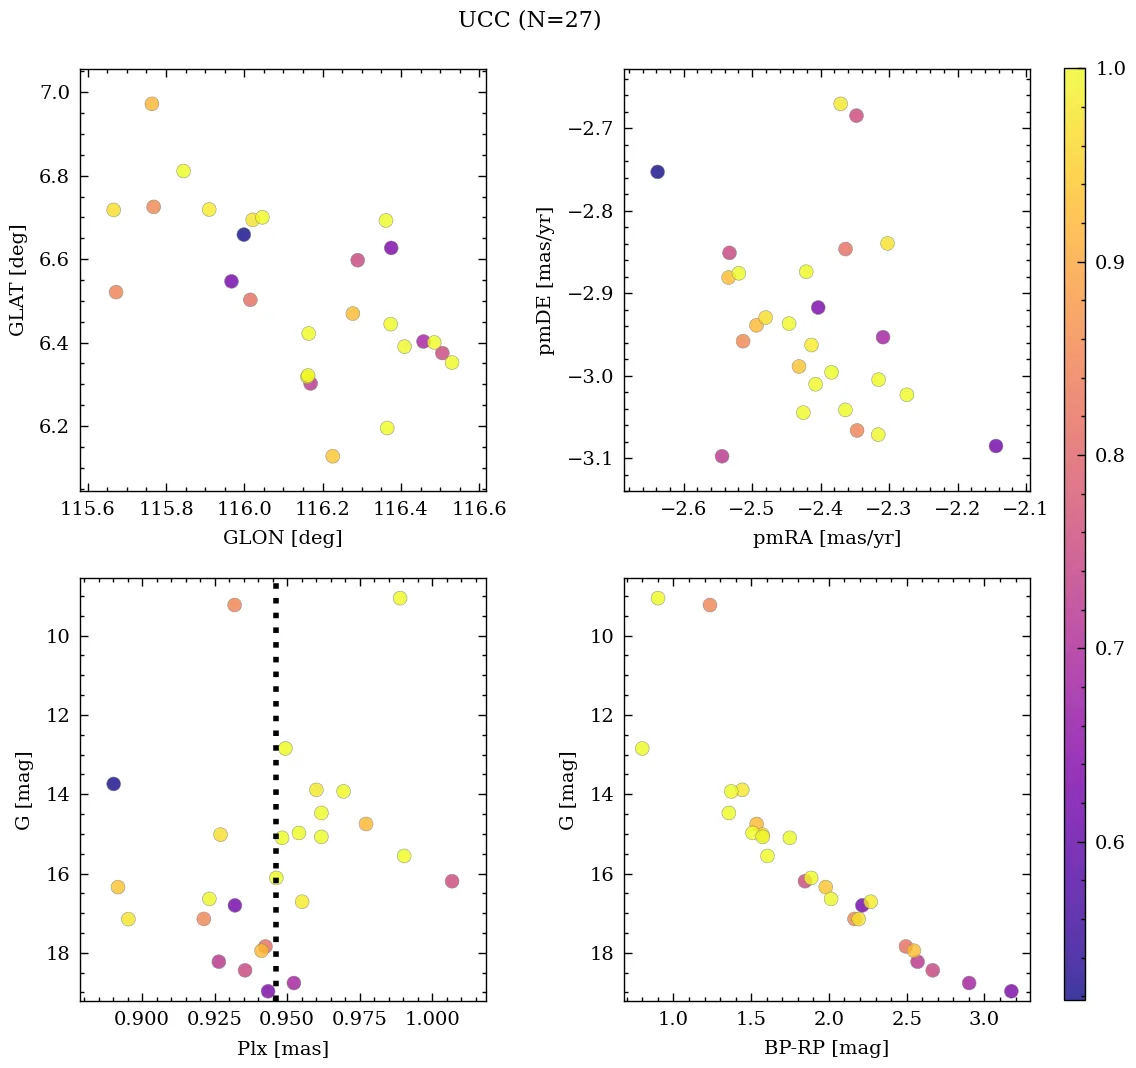 UCC (N=27)
7.0
6.8
6.6
6.4
6.2
GLAT [deg]
115.6 115.8 116.0 116.2 116.4 116.6
GLON [deg]
−2.7
−2.8
−2.9
−3.0
−3.1
pmDE [mas/yr]
−2.6 −2.5 −2.4 −2.3 −2.2 −2.1
pmRA [mas/yr]
10
12
14
16
18
G [mag]
0.900 0.925 0.950 0.975 1.000
Plx [mas]
10
12
14
16
18
G [mag]
1.0 1.5 2.0 2.5 3.0
BP-RP [mag]
1.0
0.9
0.8
0.7
0.6